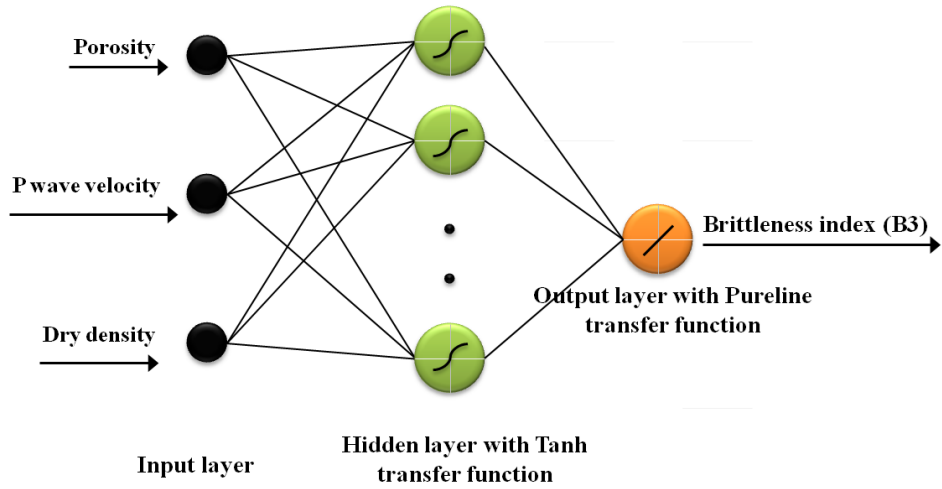 Porosity
P wave velocity
Dry density
Brittleness index (B3)
Output layer with Pureline
transfer function
Input layer
Hidden layer with Tanh
transfer function